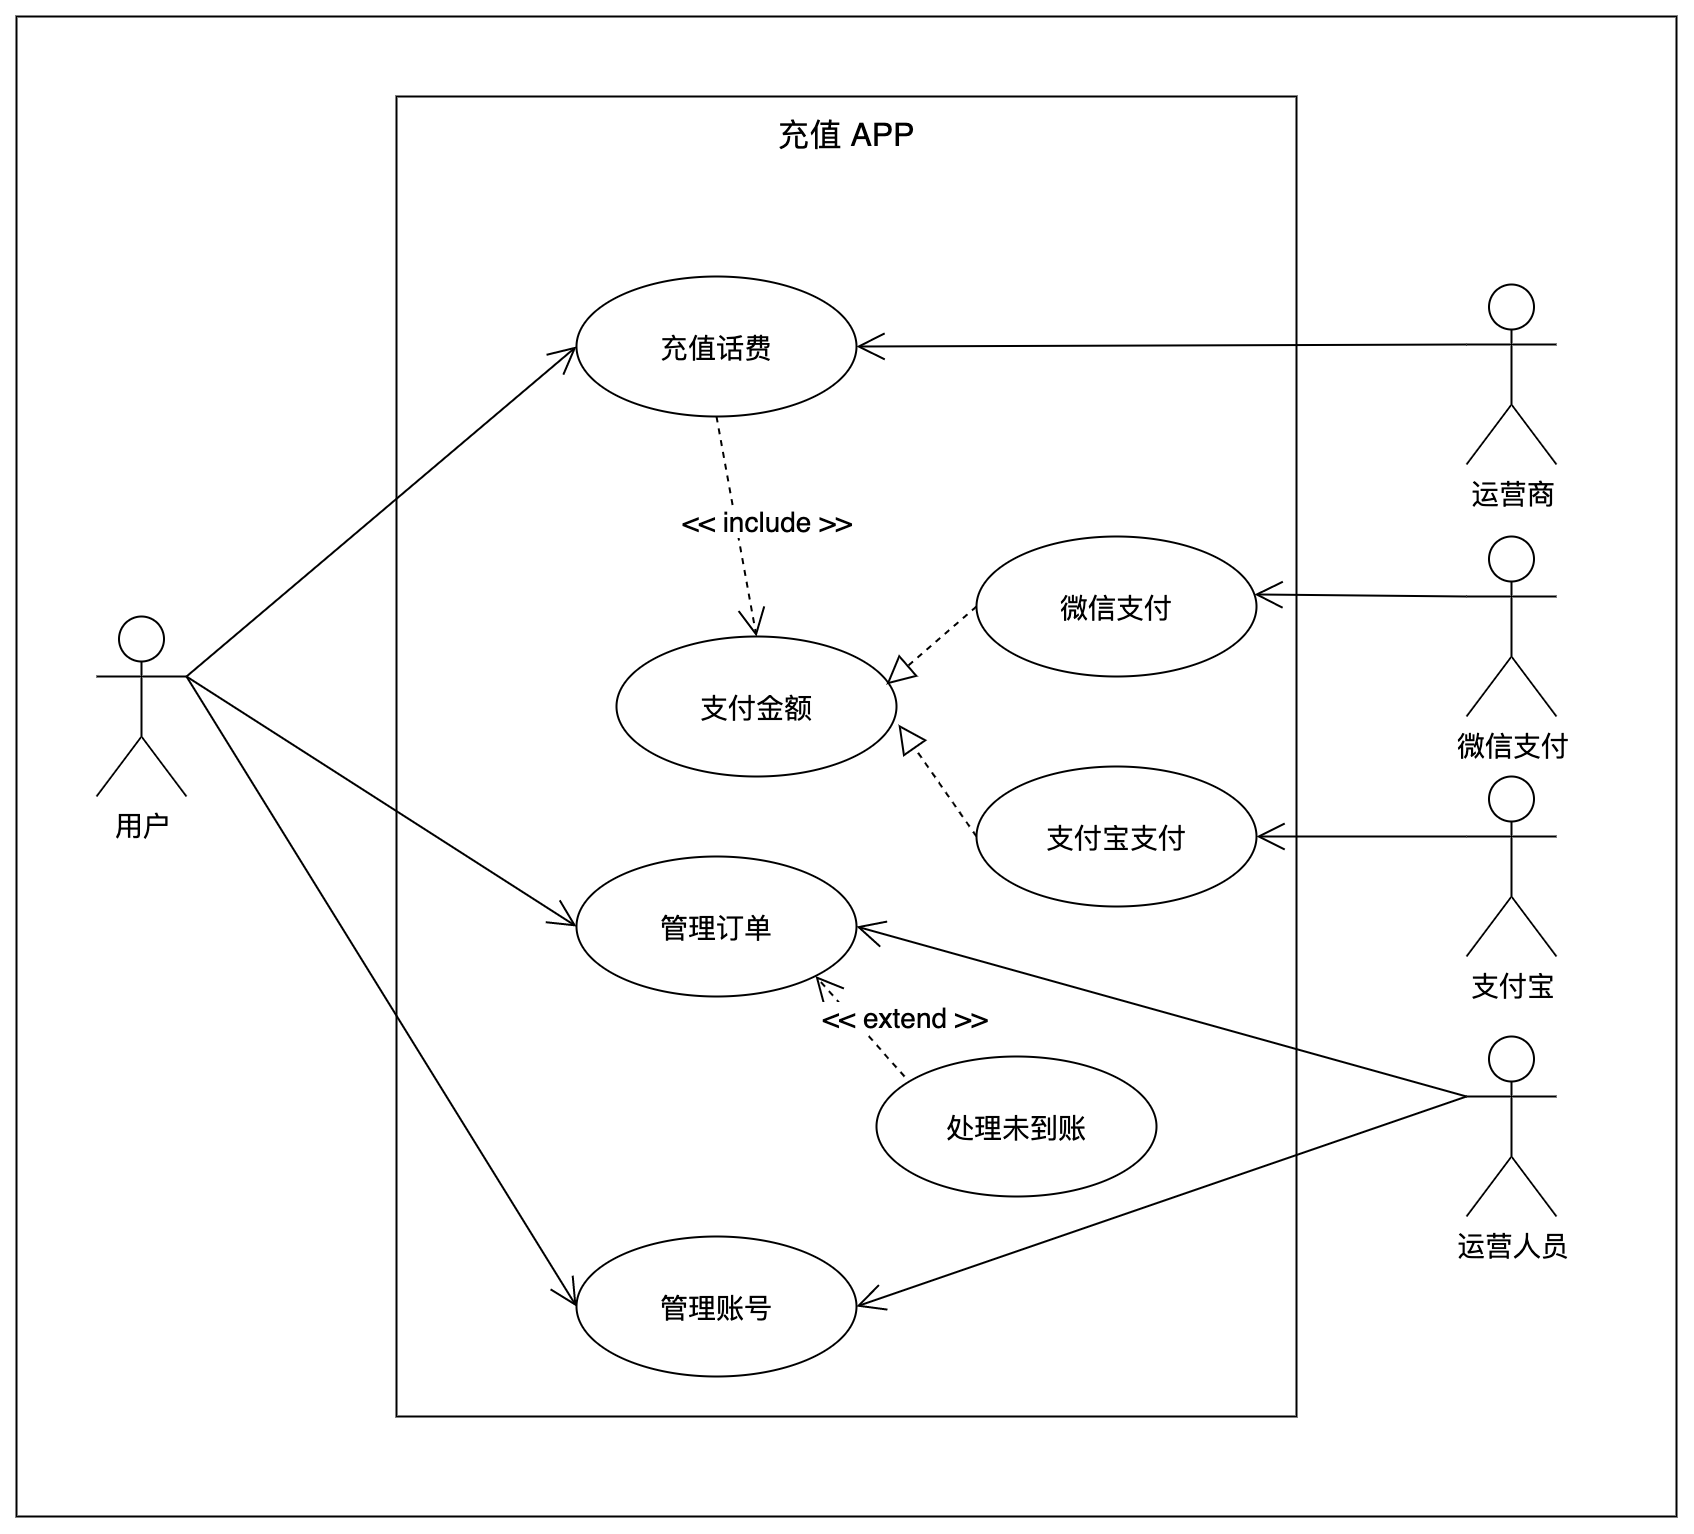 充值 APP
充值话费
运营商
<< include >>
微信支付
支付金额
微信支付
用户
支付宝支付
管理订单
支付宝
<< extend >>
处理未到账
运营人员
管理账号